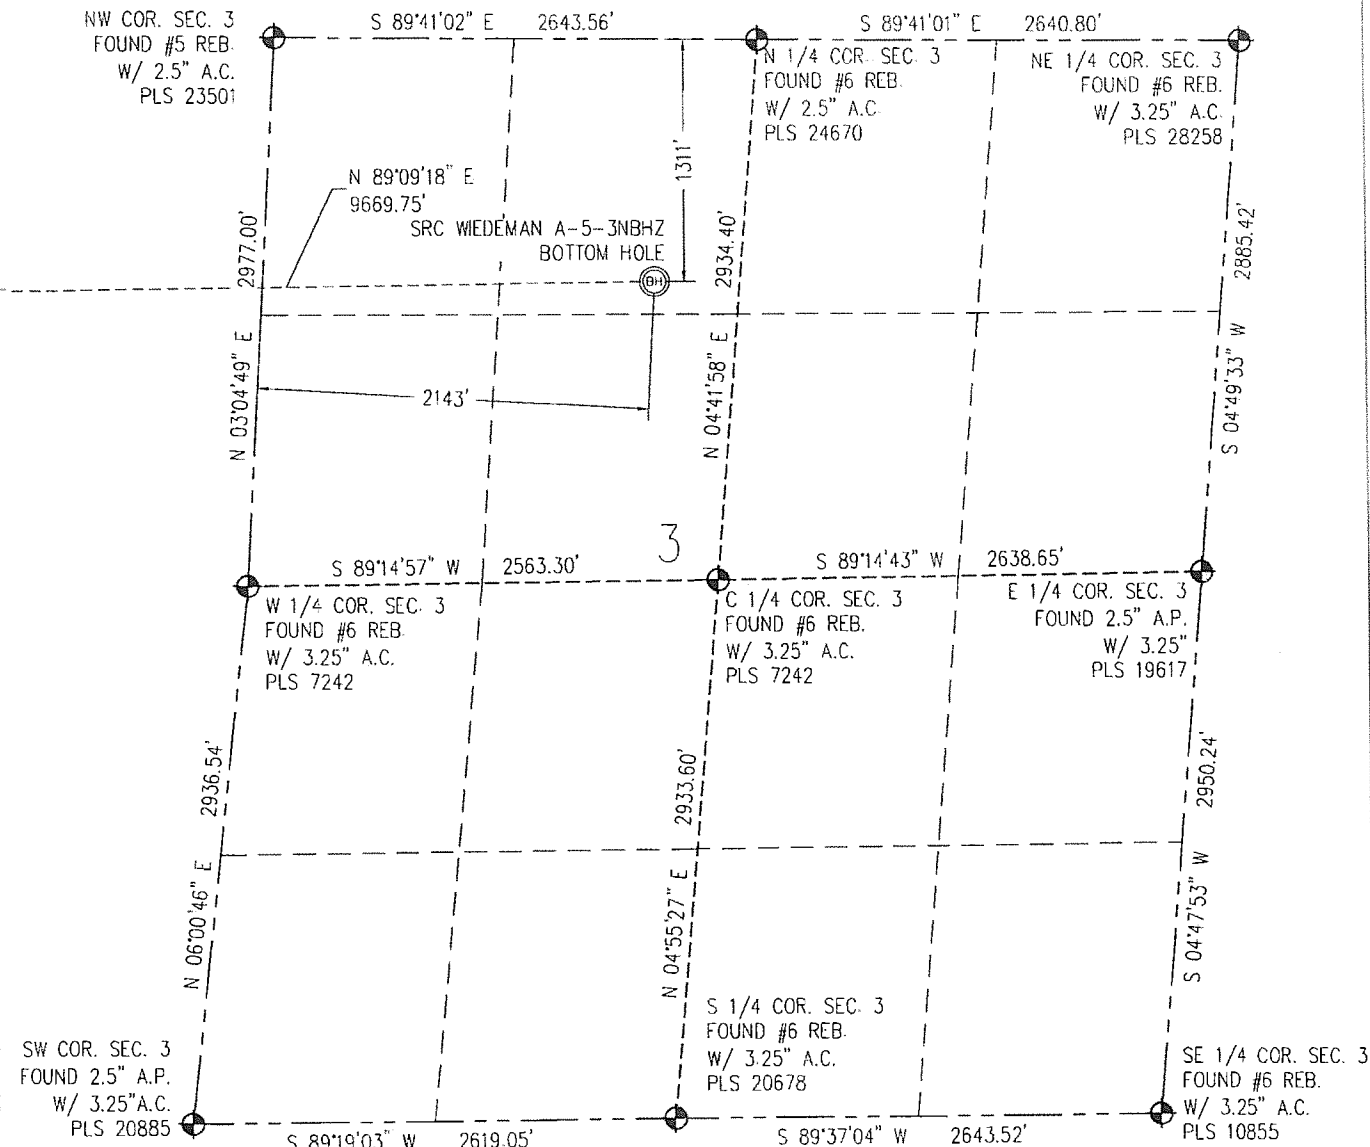 NW COR. SEC. 3
FOUND #5 REB.
W/ 2.5" A.C.
PLS 23501
S 89°41'02" E 2643.56'
S 89°41'01" E 2640.80'
N 1/4 COR. SEC. 3
FOUND #6 REB.
W/ 2.5" A.C.
PLS 24670
NE 1/4 COR. SEC. 3
FOUND #6 REB.
W/ 3.25" A.C.
PLS 28258
1311'
N 89°09'18" E
9669.75'
SRC WIEDEMAN A-5-3NBHZ
BOTTOM HOLE
BH
2977.00'
N 03°04'49" E
2934.40'
N 04°41'58" E
2885.42'
S 04°49'33" W
2143'
3
S 89°14'57" W 2563.30'
S 89°14'43" W 2638.65'
W 1/4 COR. SEC. 3
FOUND #6 REB.
W/ 3.25" A.C.
PLS 7242
C 1/4 COR. SEC. 3
FOUND #6 REB.
W/ 3.25" A.C.
PLS 7242
E 1/4 COR. SEC. 3
FOUND 2.5" A.P.
W/ 3.25"
PLS 19617
2936.54'
N 06°00'46" E
2933.60'
N 04°55'27" E
2950.24'
S 04°47'53" W
SW COR. SEC. 3
FOUND 2.5" A.P.
W/ 3.25"A.C.
PLS 20885
S 1/4 COR. SEC. 3
FOUND #6 REB.
W/ 3.25" A.C.
PLS 20678
SE 1/4 COR. SEC. 3
FOUND #6 REB.
W/ 3.25" A.C.
PLS 10855
S 89°19'03" W 2619.05'
S 89°37'04" W 2643.52'